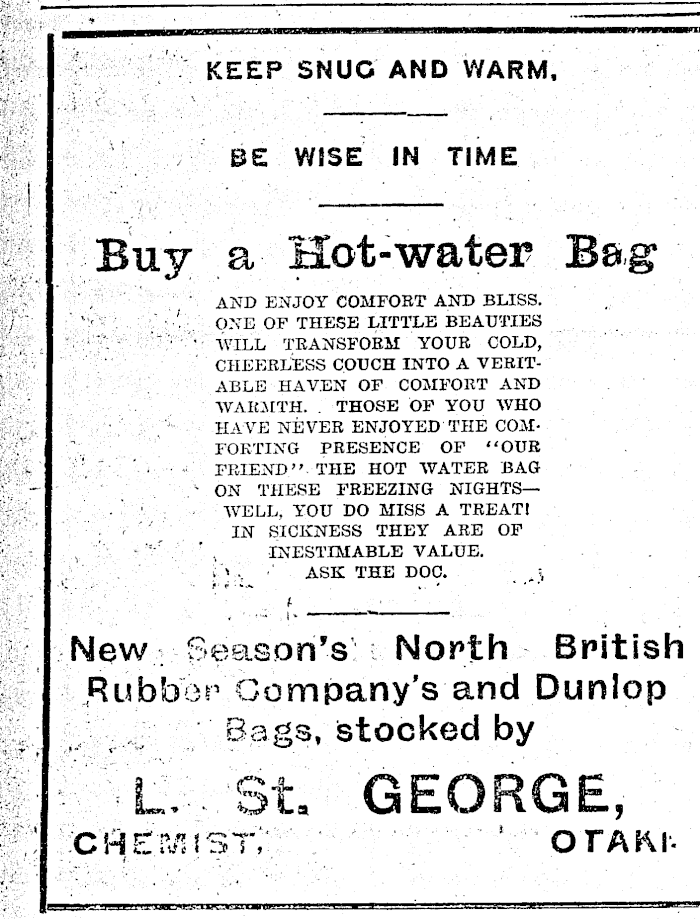 KEEP SNUG AND WARM.
BE WISE IN TIME
Buy a Hot-water Bag
AND ENJOY COMFORT AND BLISS.
ONE OF THESE LITTLE BEAUTIES
WILL TRANSFORM YOUR COLD,
CHEERLESS COUCH INTO A VERIT-
ABLE HAVEN OF COMFORT AND
WARMTH. THOSE OF YOU WHO
HAVE NEVER ENJOYED THE COM-
FORTING PRESENCE OF "OUR
FRIEND" THE HOT WATER BAG
ON THESE FREEZING NIGHTS—
WELL, YOU DO MISS A TREAT!
IN SICKNESS THEY ARE OF
INESTIMABLE VALUE.
ASK THE DOC.
New Season's North British
Rubber Company's and Dunlop
Bags, stocked by
L. St. GEORGE,
CHEMIST, OTAKI.